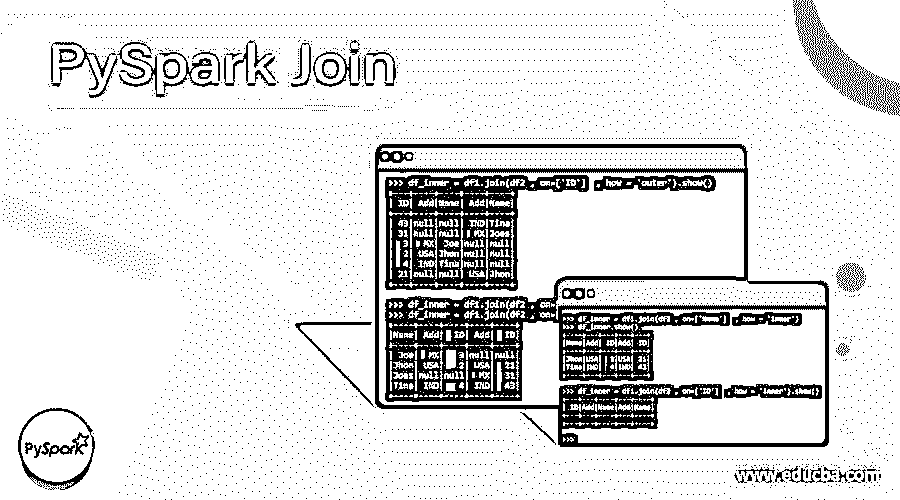 PySpark Join
>>> df_inner = df1.join(df2 , on=['ID'] , how = "outer").show()
ID| Add|Name| Add|Name|
43|null|null| IND|Tina|
31|null|null| MX|Joes|
3| MX| Joe|null|null|
2| USA|Jhon|null|null|
4| IND|Tina|null|null|
21|null|null| USA|Jhon|
>>> df_inner = df1.join(df2 , on=
>>> df_inner = df1.join(df2 , on=
|Name| Add| ID| Add| ID|
Joe| MX| 3|null|null|
Jhon| USA| 2| USA| 21|
Joes|null|null| MX| 31|
Tina| IND| 4| IND| 43|
>>> df_inner = df1.join(df2 , on=['Name'] , how = "inner")
>>> df_inner.show()
|Name|Add| ID|Add| ID|
|Jhon|USA| 2|USA| 21|
|Tina|IND| 4|IND| 43|
>>> df_inner = df1.join(df2 , on=['ID'] , how = "inner").show()
| ID|Add|Name|Add|Name|
>>>
PySpark
www.educba.com